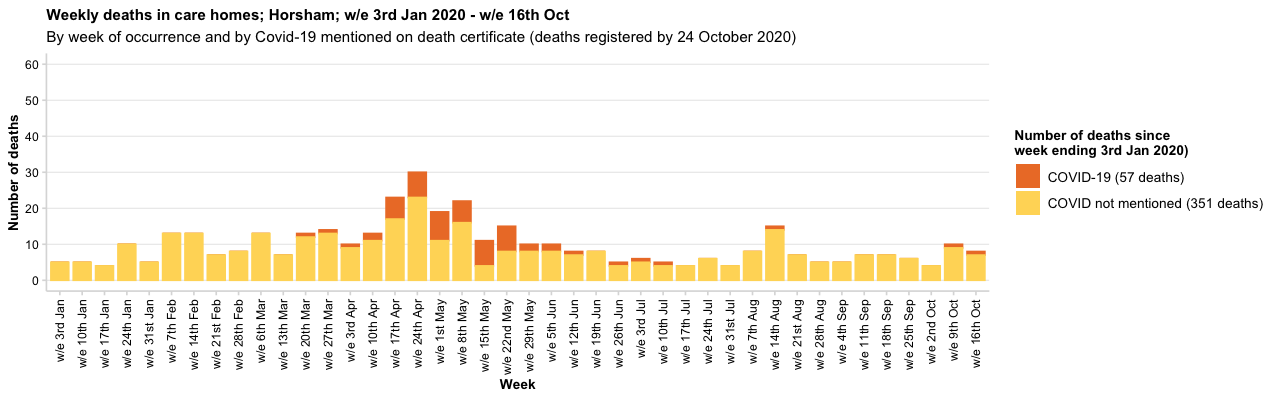 Weekly deaths in care homes; Horsham; w/e 3rd Jan 2020 - w/e 16th Oct
By week of occurrence and by Covid-19 mentioned on death certificate (deaths registered by 24 October 2020)
Number of deaths
60
50
40
30
20
10
0
w/e 3rd Jan
w/e 10th Jan
w/e 17th Jan
w/e 24th Jan
w/e 31st Jan
w/e 7th Feb
w/e 14th Feb
w/e 21st Feb
w/e 28th Feb
w/e 6th Mar
w/e 13th Mar
w/e 20th Mar
w/e 27th Mar
w/e 3rd Apr
w/e 10th Apr
w/e 17th Apr
w/e 24th Apr
w/e 1st May
w/e 8th May
w/e 15th May
w/e 22nd May
w/e 29th May
w/e 5th Jun
w/e 12th Jun
w/e 19th Jun
w/e 26th Jun
w/e 3rd Jul
w/e 10th Jul
w/e 17th Jul
w/e 24th Jul
w/e 31st Jul
w/e 7th Aug
w/e 14th Aug
w/e 21st Aug
w/e 28th Aug
w/e 4th Sep
w/e 11th Sep
w/e 18th Sep
w/e 25th Sep
w/e 2nd Oct
w/e 9th Oct
w/e 16th Oct
Week
Number of deaths since
week ending 3rd Jan 2020)
COVID-19 (57 deaths)
COVID not mentioned (351 deaths)